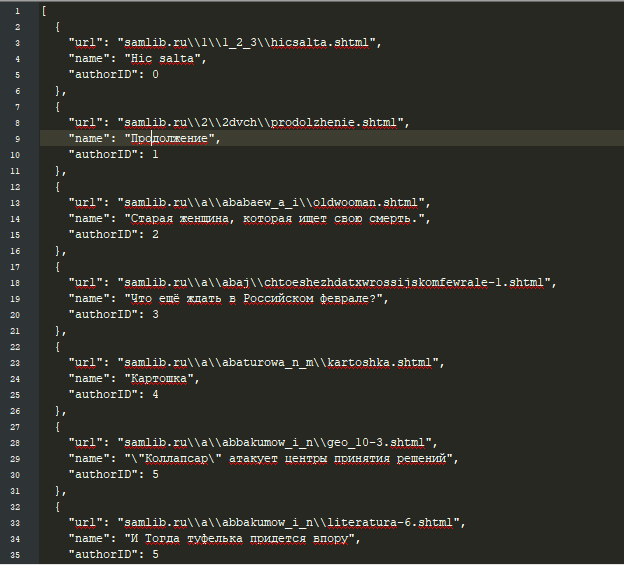 1 [
2 {
3 "url": "samlib.ru\\1\\1_2_3\\hicsalta.shtml",
4 "name": "Hic salta",
5 "authorID": 0
6 },
7 {
8 "url": "samlib.ru\\2\\2dvch\\prodolzhenie.shtml",
9 "name": "Продолжение",
10 "authorID": 1
11 },
12 {
13 "url": "samlib.ru\\a\\ababaew_a_i\\oldwooman.shtml",
14 "name": "Старая женщина, которая ищет свою смерть.",
15 "authorID": 2
16 },
17 {
18 "url": "samlib.ru\\a\\abaj\\chtoeshezhdatxwrossijskomfewrale-1.shtml",
19 "name": "Что ещё ждать в Российском феврале?",
20 "authorID": 3
21 },
22 {
23 "url": "samlib.ru\\a\\abaturowa_n_m\\kartoshka.shtml",
24 "name": "Картошка",
25 "authorID": 4
26 },
27 {
28 "url": "samlib.ru\\a\\abbakumow_i_n\\geo_10-3.shtml",
29 "name": "\"Коллапсар\" атакует центры принятия решений",
30 "authorID": 5
31 },
32 {
33 "url": "samlib.ru\\a\\abbakumow_i_n\\literatura-6.shtml",
34 "name": "И Тогда туфелька придется впору",
35 "authorID": 5